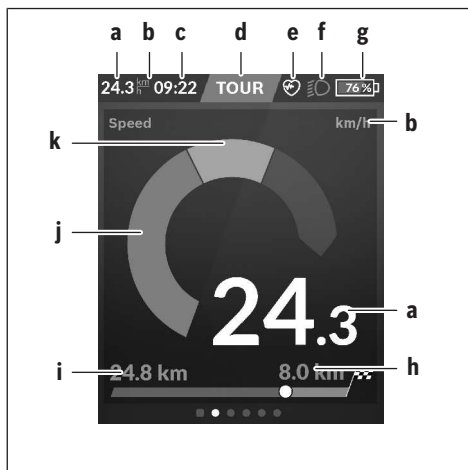 a b c d e f g
24.3 km/h 09:22 TOUR 76 %
Speed km/h b
k
j
24.3 a
i 24.8 km 8.0 km h